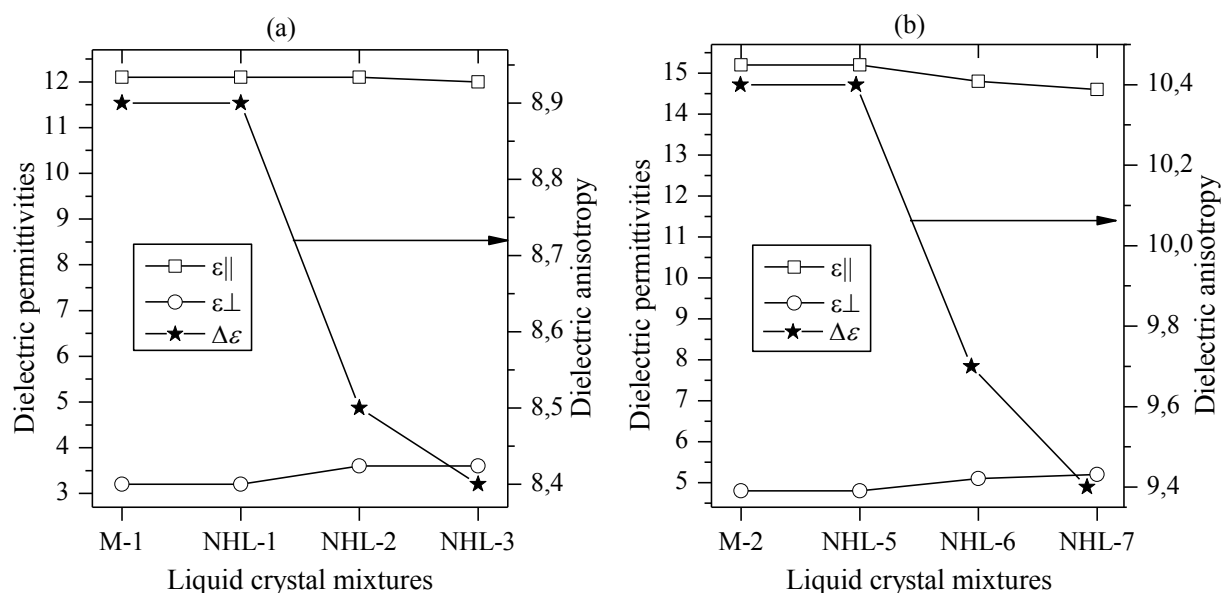 (a)
12
11
10
9
8
7
6
5
4
3
Dielectric permittivities
8,9
8,8
8,7
8,6
8,5
8,4
Dielectric anisotropy
ε||
ε⊥
Δε
M-1 NHL-1 NHL-2 NHL-3
Liquid crystal mixtures
(b)
15
14
13
12
11
10
9
8
7
6
5
Dielectric permittivities
10,4
10,2
10,0
9,8
9,6
9,4
Dielectric anisotropy
ε||
ε⊥
Δε
M-2 NHL-5 NHL-6 NHL-7
Liquid crystal mixtures